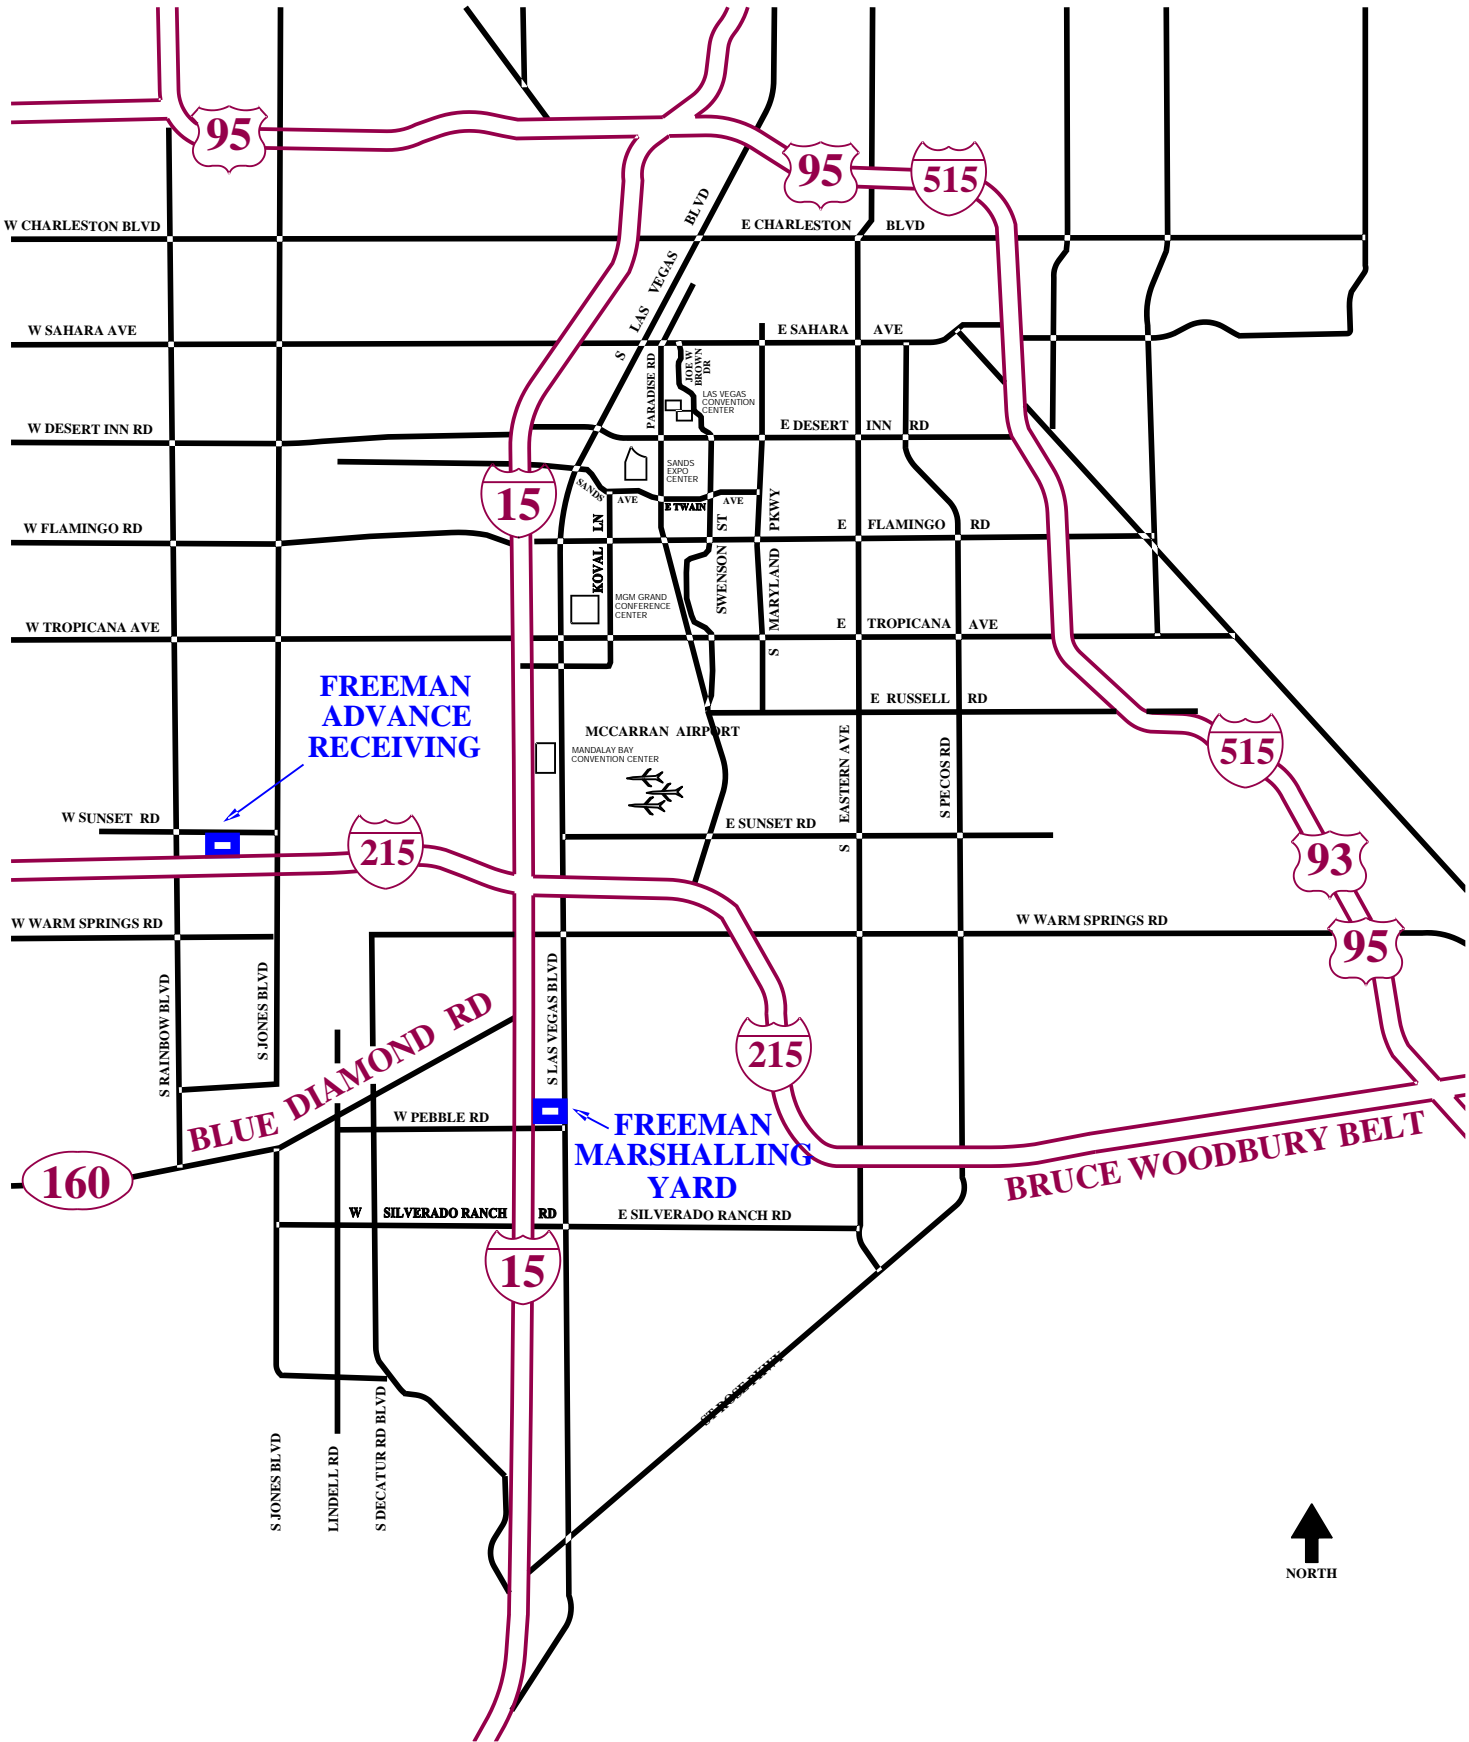 95
95
515
W CHARLESTON BLVD
E CHARLESTON BLVD
S LAS VEGAS BLVD
W SAHARA AVE
E SAHARA AVE
PARADISE RD
JOE W
BROWN
DR
LAS VEGAS
CONVENTION
CENTER
W DESERT INN RD
E DESERT INN RD
SANDS
EXPO
CENTER
15
SANDS AVE
E TWAIN AVE
W FLAMINGO RD
E FLAMINGO RD
KOVAL LN
SWENSON ST
S MARYLAND PKWY
MGM GRAND
CONFERENCE
CENTER
W TROPICANA AVE
E TROPICANA AVE
FREEMAN
ADVANCE
RECEIVING
E RUSSELL RD
MCCARRAN AIRPORT
MANDALAY BAY
CONVENTION CENTER
515
S EASTERN AVE
S PECOS RD
W SUNSET RD
E SUNSET RD
215
93
W WARM SPRINGS RD
W WARM SPRINGS RD
95
S RAINBOW BLVD
S JONES BLVD
S LAS VEGAS BLVD
BLUE DIAMOND RD
215
W PEBBLE RD
FREEMAN
MARSHALLING
YARD
BRUCE WOODBURY BELT
160
W SILVERADO RANCH RD
E SILVERADO RANCH RD
15
ST ROSE PKWY
S JONES BLVD
LINDELL RD
S DECATUR RD BLVD
NORTH